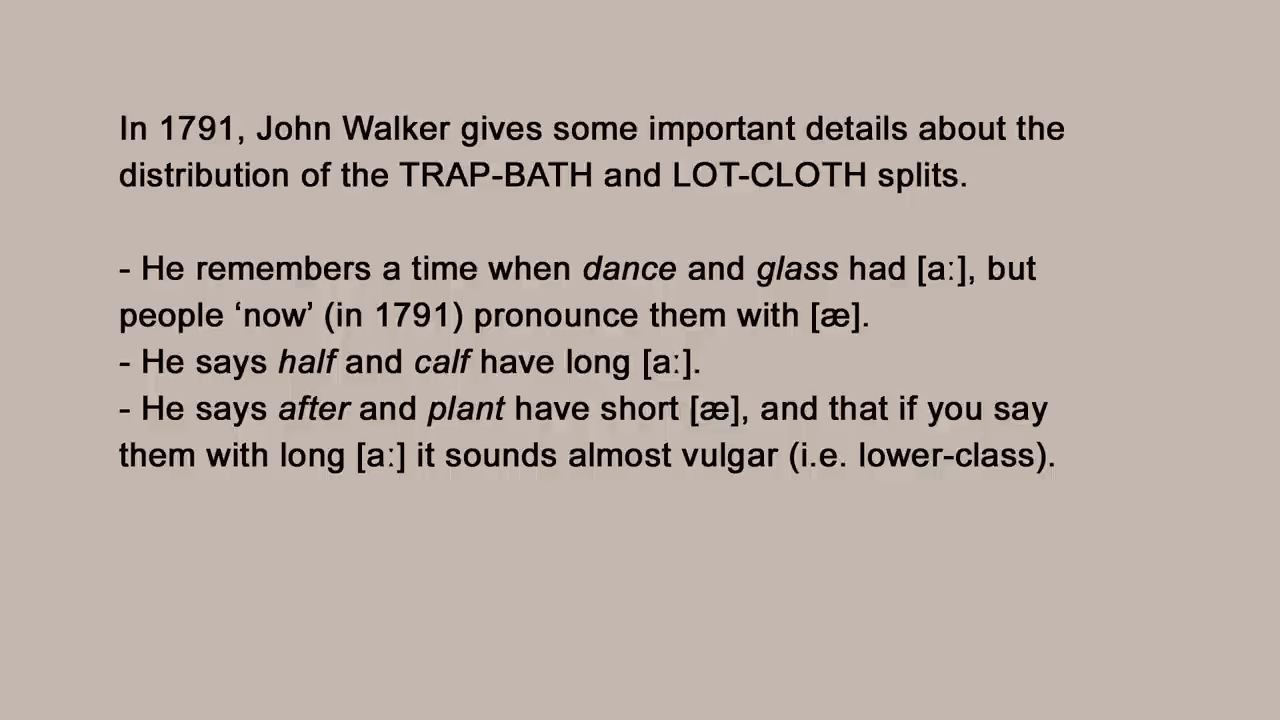 In 1791, John Walker gives some important details about the
distribution of the TRAP-BATH and LOT-CLOTH splits.
- He remembers a time when dance and glass had [aː], but
people ‘now’ (in 1791) pronounce them with [æ].
- He says half and calf have long [aː].
- He says after and plant have short [æ], and that if you say
them with long [aː] it sounds almost vulgar (i.e. lower-class).